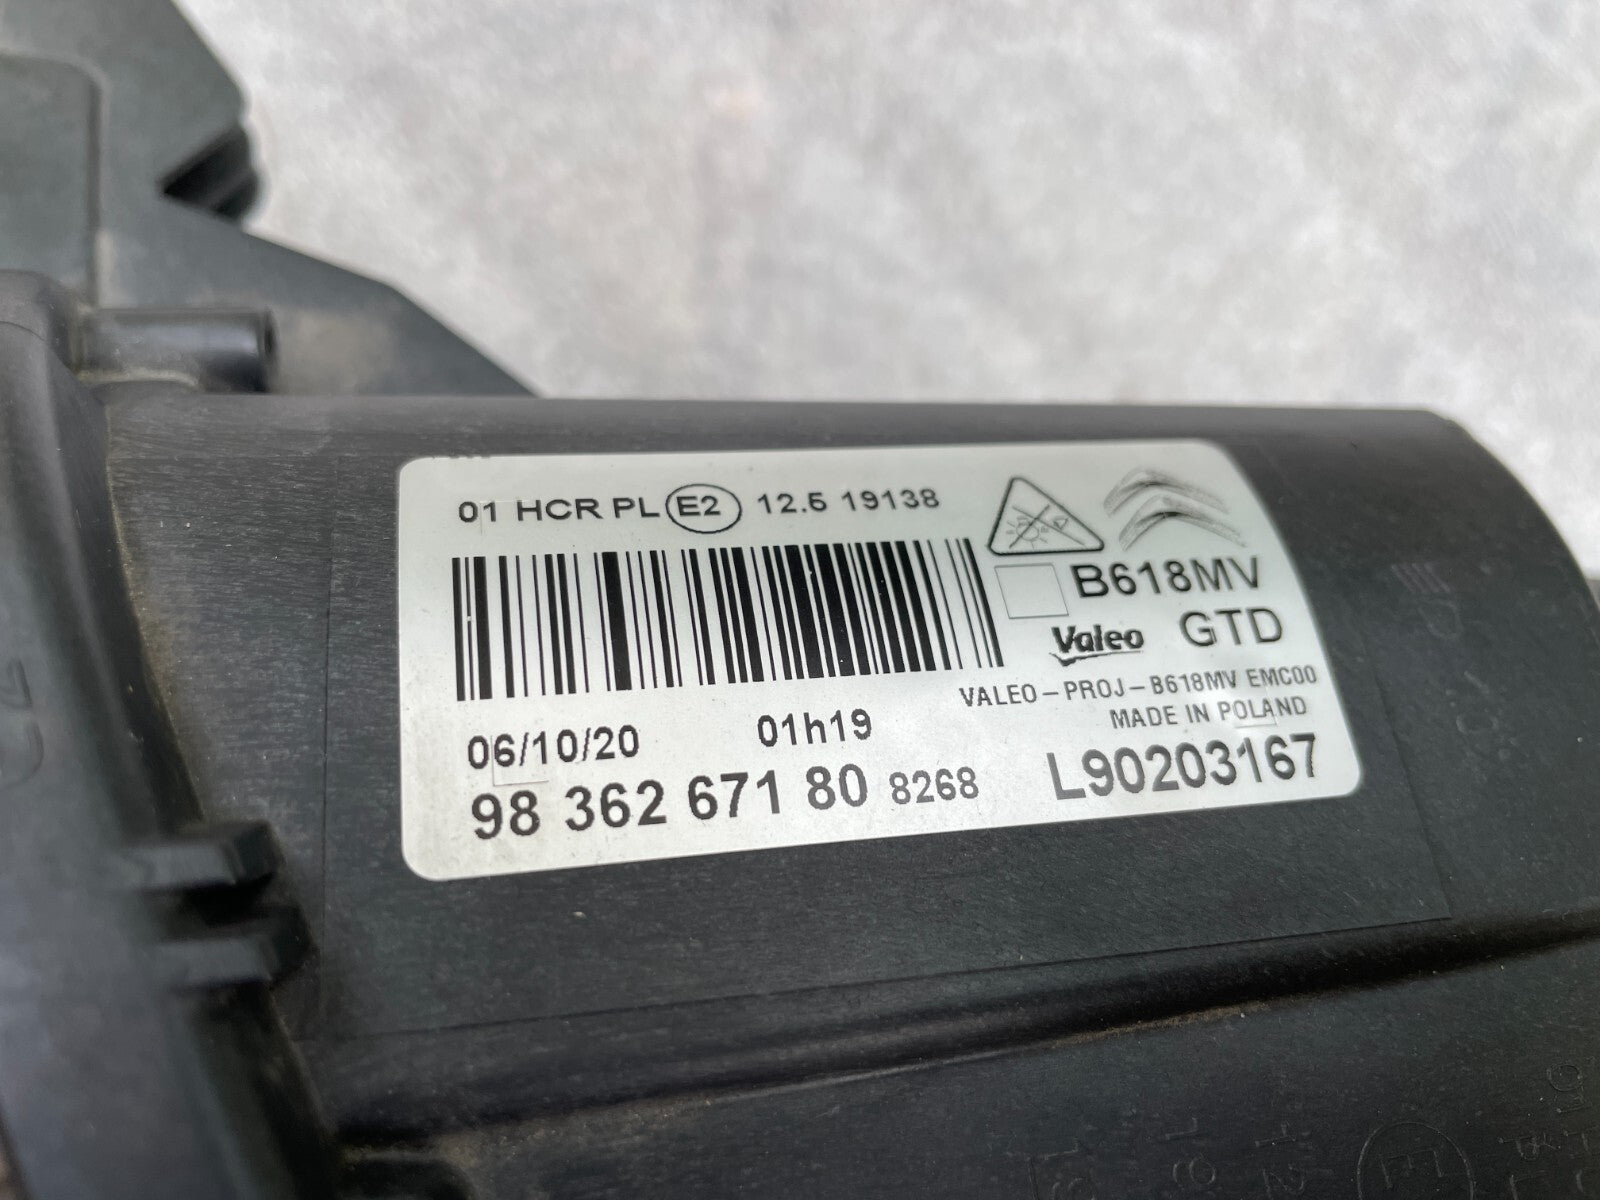 01 HCR PL E2 12.5 19138
B618MV
Valeo GTD
VALEO-PROJ-B618MV EMC00
MADE IN POLAND
06/10/20 01h19
98 362 671 80 8268 L90203167